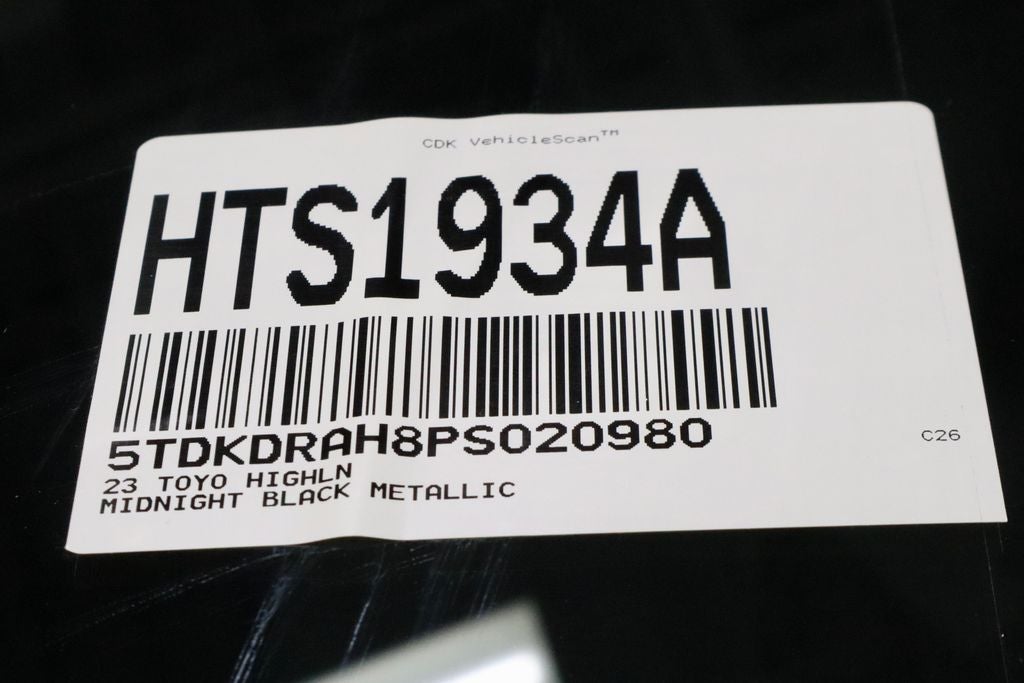 CDK VehicleScan™
HTS1934A
5TDKDRAH8PS020980
23 TOYO HIGHLN
MIDNIGHT BLACK METALLIC
C26